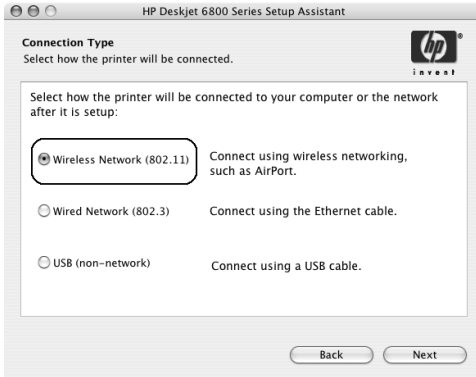 HP Deskjet 6800 Series Setup Assistant
Connection Type
Select how the printer will be connected.
hp
®
invent
Select how the printer will be connected to your computer or the network
after it is setup:
Wireless Network (802.11)
Connect using wireless networking,
such as AirPort.
Wired Network (802.3)
Connect using the Ethernet cable.
USB (non-network)
Connect using a USB cable.
Back
Next